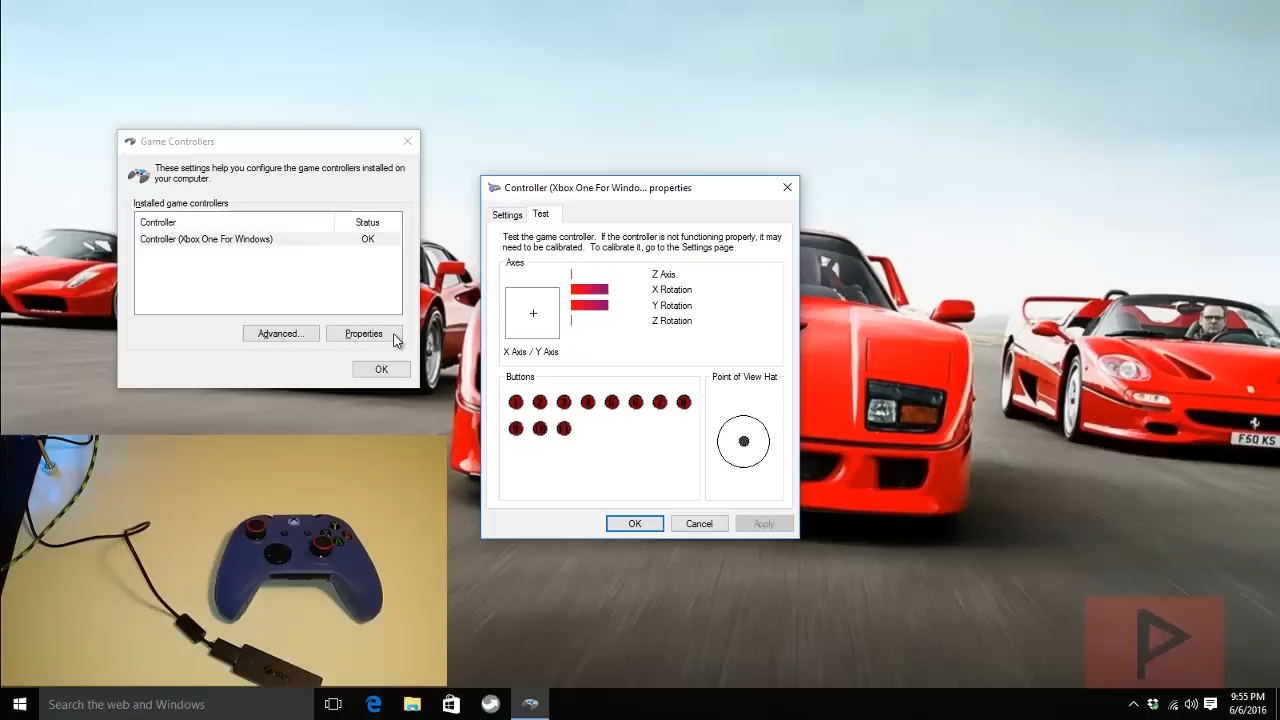 Game Controllers
These settings help you configure the game controllers installed on
your computer.
Installed game controllers
Controller Status
Controller (Xbox One For Windows) OK
Advanced...
Properties
OK
Controller (Xbox One For Windo... properties
Settings
Test
Test the game controller. If the controller is not functioning properly, it may
need to be calibrated. To calibrate it, go to the Settings page.
Axes
Z Axis
X Rotation
Y Rotation
Z Rotation
X Axis / Y Axis
Buttons
Point of View Hat
OK
Cancel
Apply
F50 KS
P
Search the web and Windows
9:55 PM
6/6/2016